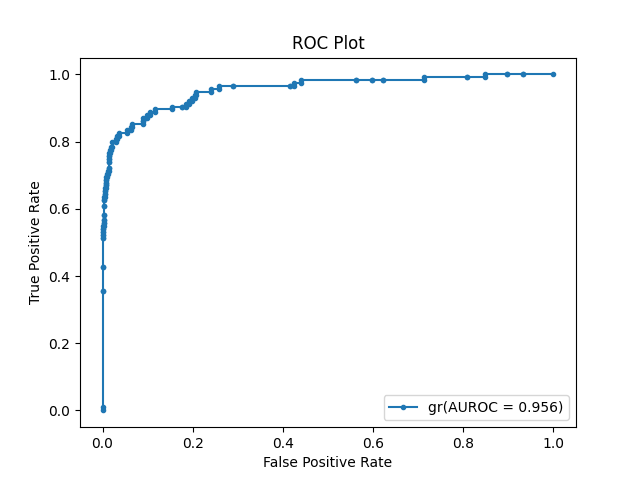 ROC Plot
True Positive Rate
1.0
0.8
0.6
0.4
0.2
0.0
gr(AUROC = 0.956)
0.0 0.2 0.4 0.6 0.8 1.0
False Positive Rate